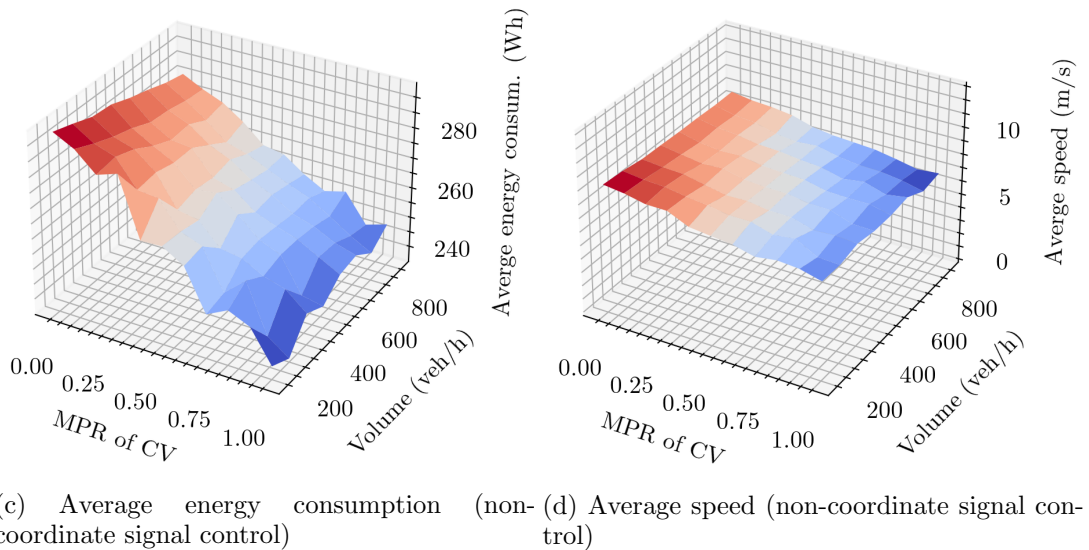 280
260
240
Averge energy consum. (Wh)
0.00
0.25
0.50
0.75
1.00
MPR of CV
200
400
600
800
Volume (veh/h)
10
5
0
Averge speed (m/s)
0.00
0.25
0.50
0.75
1.00
MPR of CV
200
400
600
800
Volume (veh/h)
(c) Average energy consumption (non-
coordinate signal control)
(d) Average speed (non-coordinate signal con-
trol)